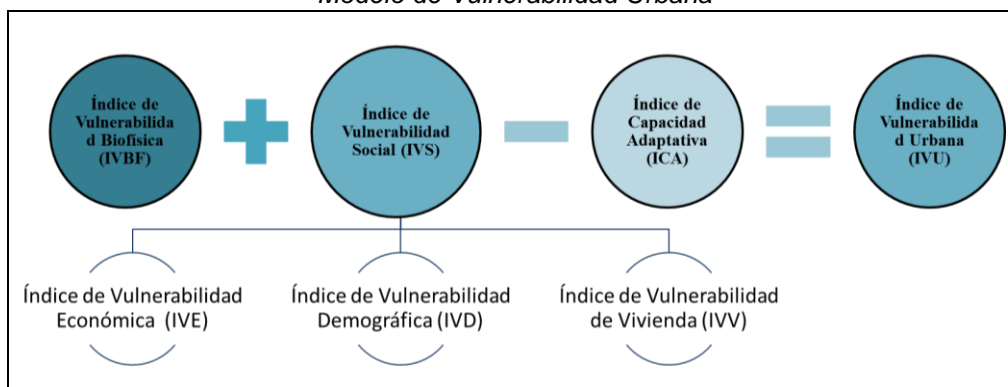 Modelo de Vulnerabilidad Urbana
Índice de
Vulnerabilida
d Biofísica
(IVBF)
Índice de
Vulnerabilidad
Social (IVS)
Índice de
Capacidad
Adaptativa
(ICA)
Índice de
Vulnerabilida
d Urbana
(IVU)
Índice de Vulnerabilidad
Económica (IVE)
Índice de Vulnerabilidad
Demográfica (IVD)
Índice de Vulnerabilidad
de Vivienda (IVV)